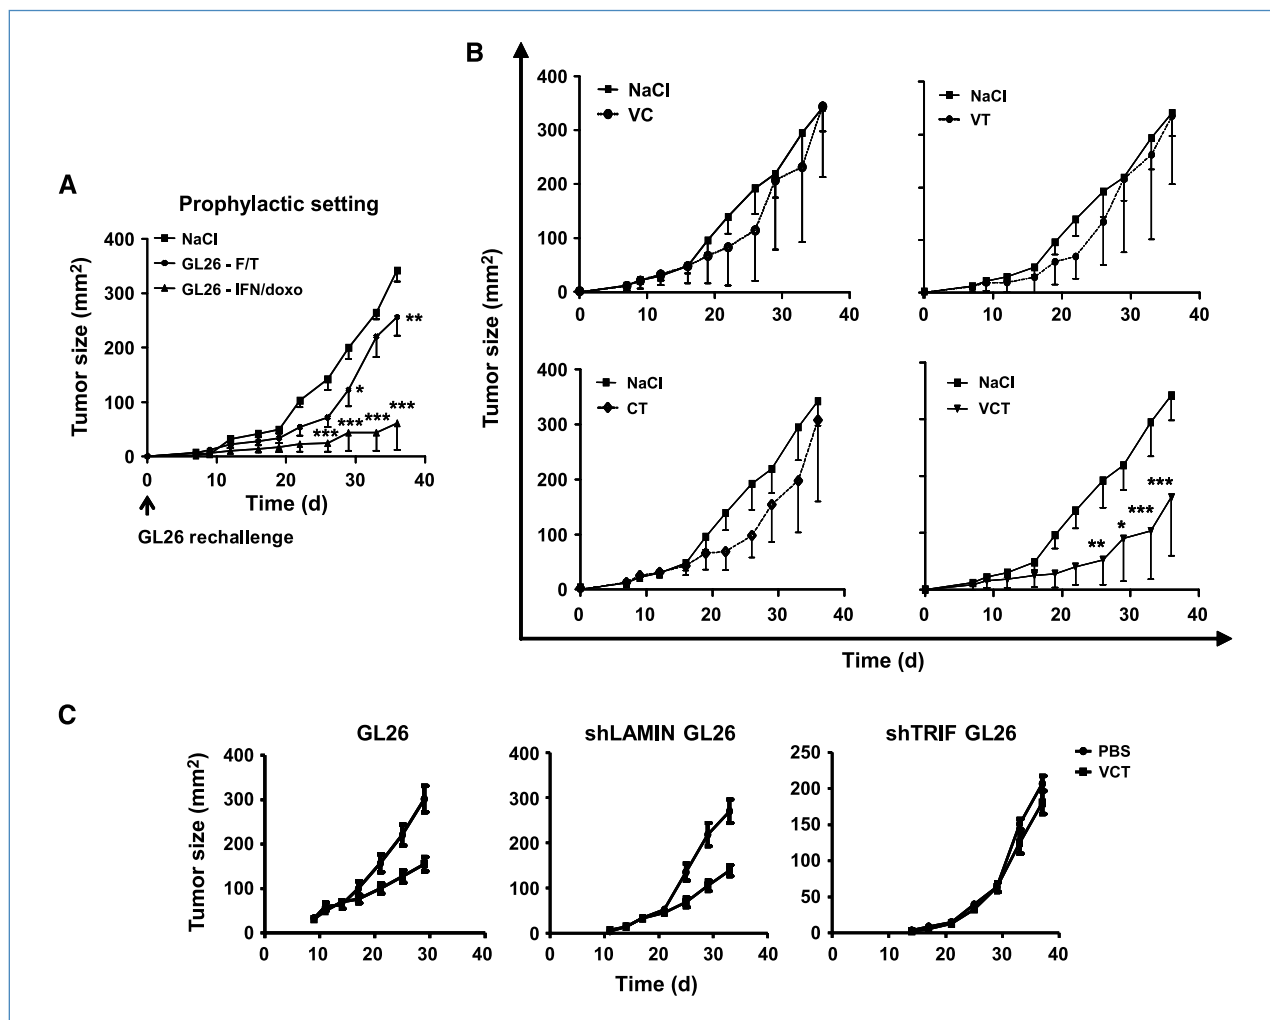 A
Prophylactic setting
NaCl
GL26 - F/T
GL26 - IFN/doxo
400
300
200
100
0
Tumor size (mm²)
**
*
***
***
***
***
0 10 20 30 40
Time (d)
GL26 rechallenge
B
Tumor size (mm²)
400
300
200
100
0
NaCl
VC
0 10 20 30 40
NaCl
VT
0 10 20 30 40
400
300
200
100
0
NaCl
CT
0 10 20 30 40
NaCl
VCT
**
*
***
***
0 10 20 30 40
Time (d)
C
Tumor size (mm²)
GL26
400
300
200
100
0
0 10 20 30 40
shLAMIN GL26
400
300
200
100
0
0 10 20 30 40
shTRIF GL26
250
200
150
100
50
0
0 10 20 30 40
PBS
VCT
Time (d)